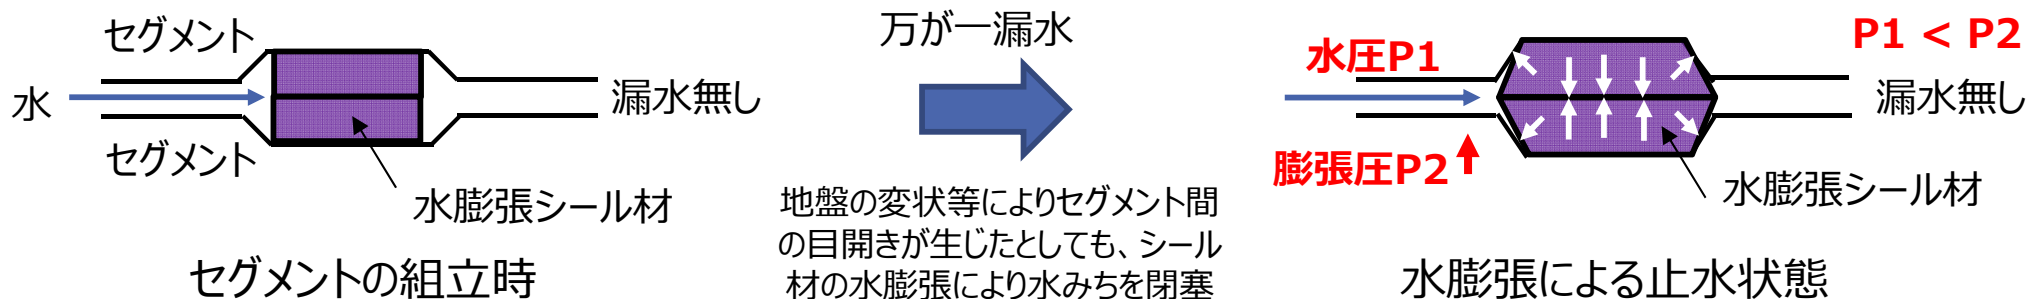 セグメント
水
漏水無し
セグメント
水膨張シール材
セグメントの組立時
万が一漏水
地盤の変状等によりセグメント間
の目開きが生じたとしても、シール
材の水膨張により水みちを閉塞
水圧P1
P1 < P2
漏水無し
膨張圧P2
水膨張シール材
水膨張による止水状態